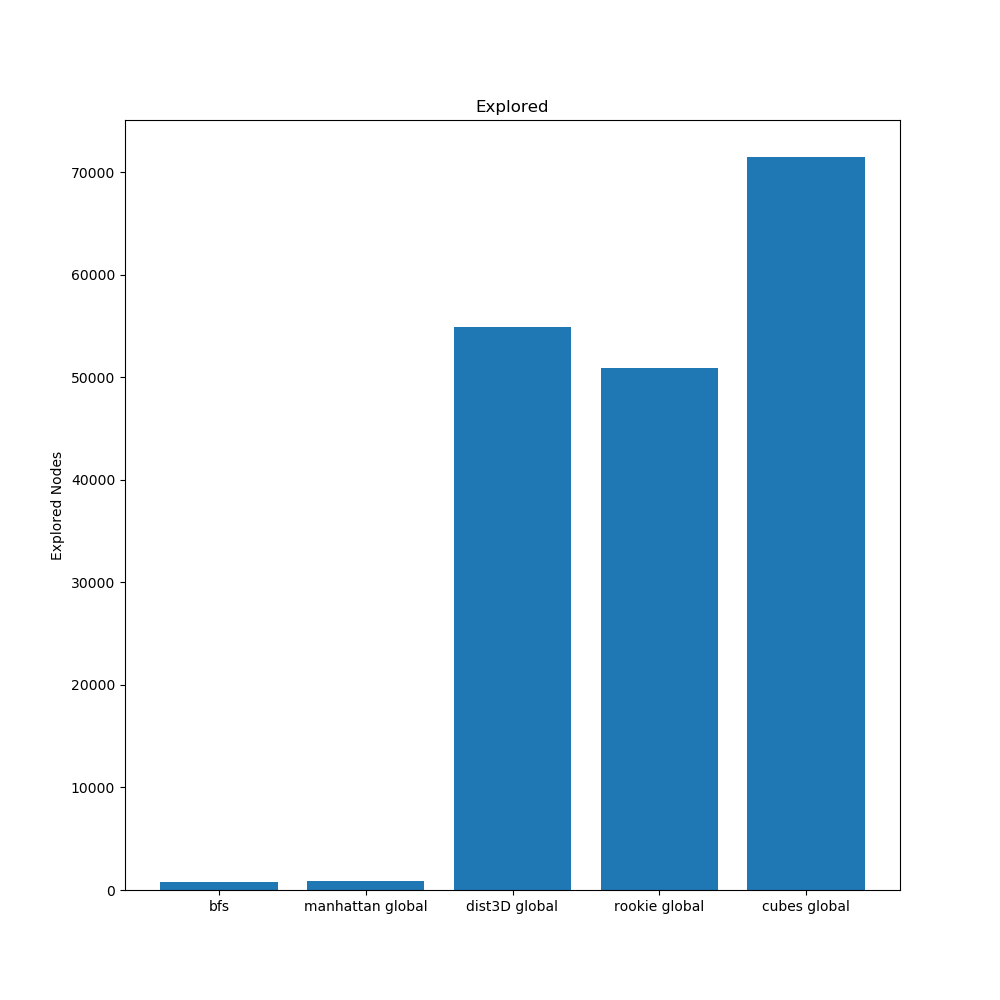 Explored
70000
60000
50000
40000
30000
20000
10000
0
Explored Nodes
bfs
manhattan global
dist3D global
rookie global
cubes global